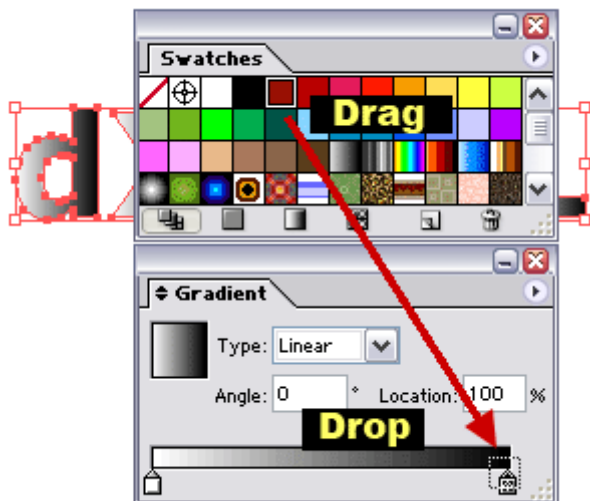 Swatches
Drag
d
Gradient
Type: Linear
Angle: 0 ° Location: 100 %
Drop